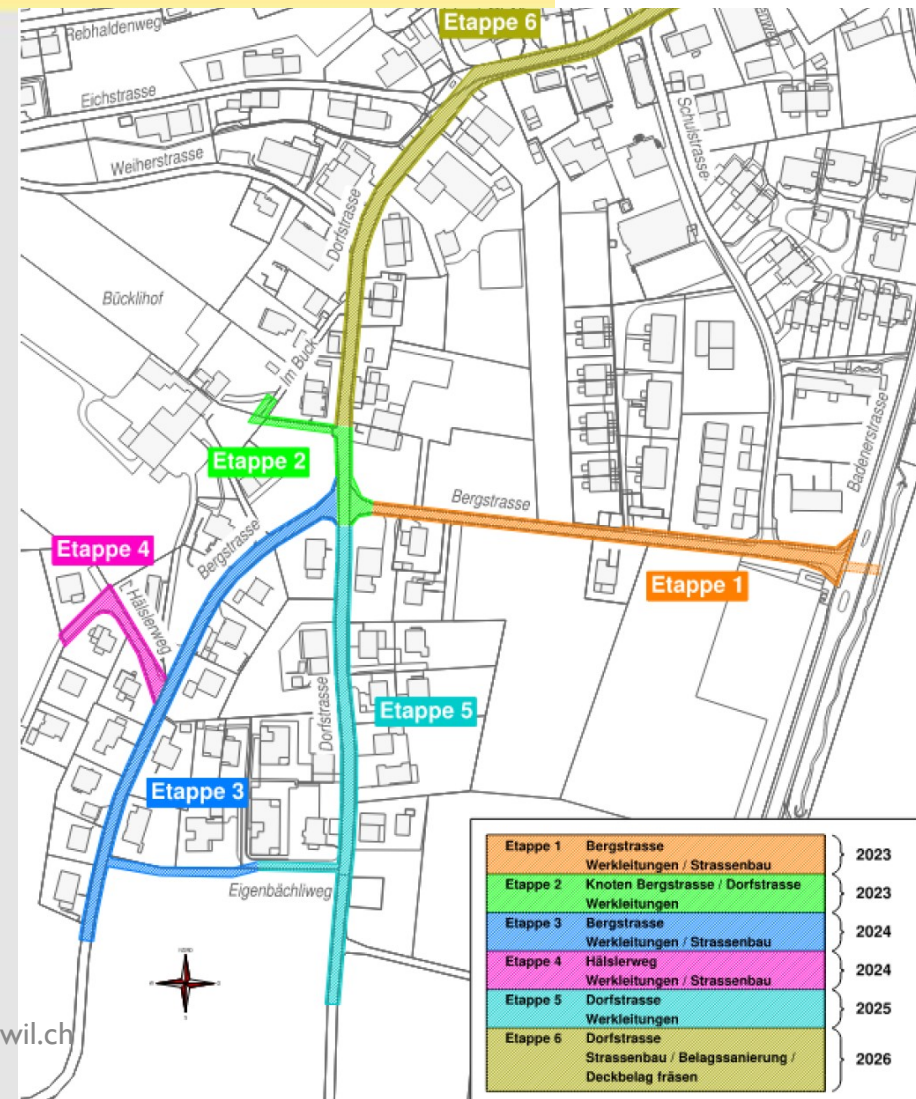 Etappe 6
Rebhaldenweg
Eichstrasse
Weiherstrasse
Schulstrasse
Dorfstrasse
Bücklihof
Im Buck
Badenerstrasse
Etappe 2
Bergstrasse
Etappe 4
Bergstrasse
Etappe 1
Hälslerweg
Dorfstrasse
Etappe 5
Etappe 3
Eigenbächliweg
Etappe 1 Bergstrasse
Werkleitungen / Strassenbau
2023
Etappe 2 Knoten Bergstrasse / Dorfstrasse
Werkleitungen
2023
Etappe 3 Bergstrasse
Werkleitungen / Strassenbau
2024
Etappe 4 Hälslerweg
Werkleitungen / Strassenbau
2024
Etappe 5 Dorfstrasse
Werkleitungen
2025
Etappe 6 Dorfstrasse
Strassenbau / Belagssanierung /
Deckbelag fräsen
2026
wil.ch